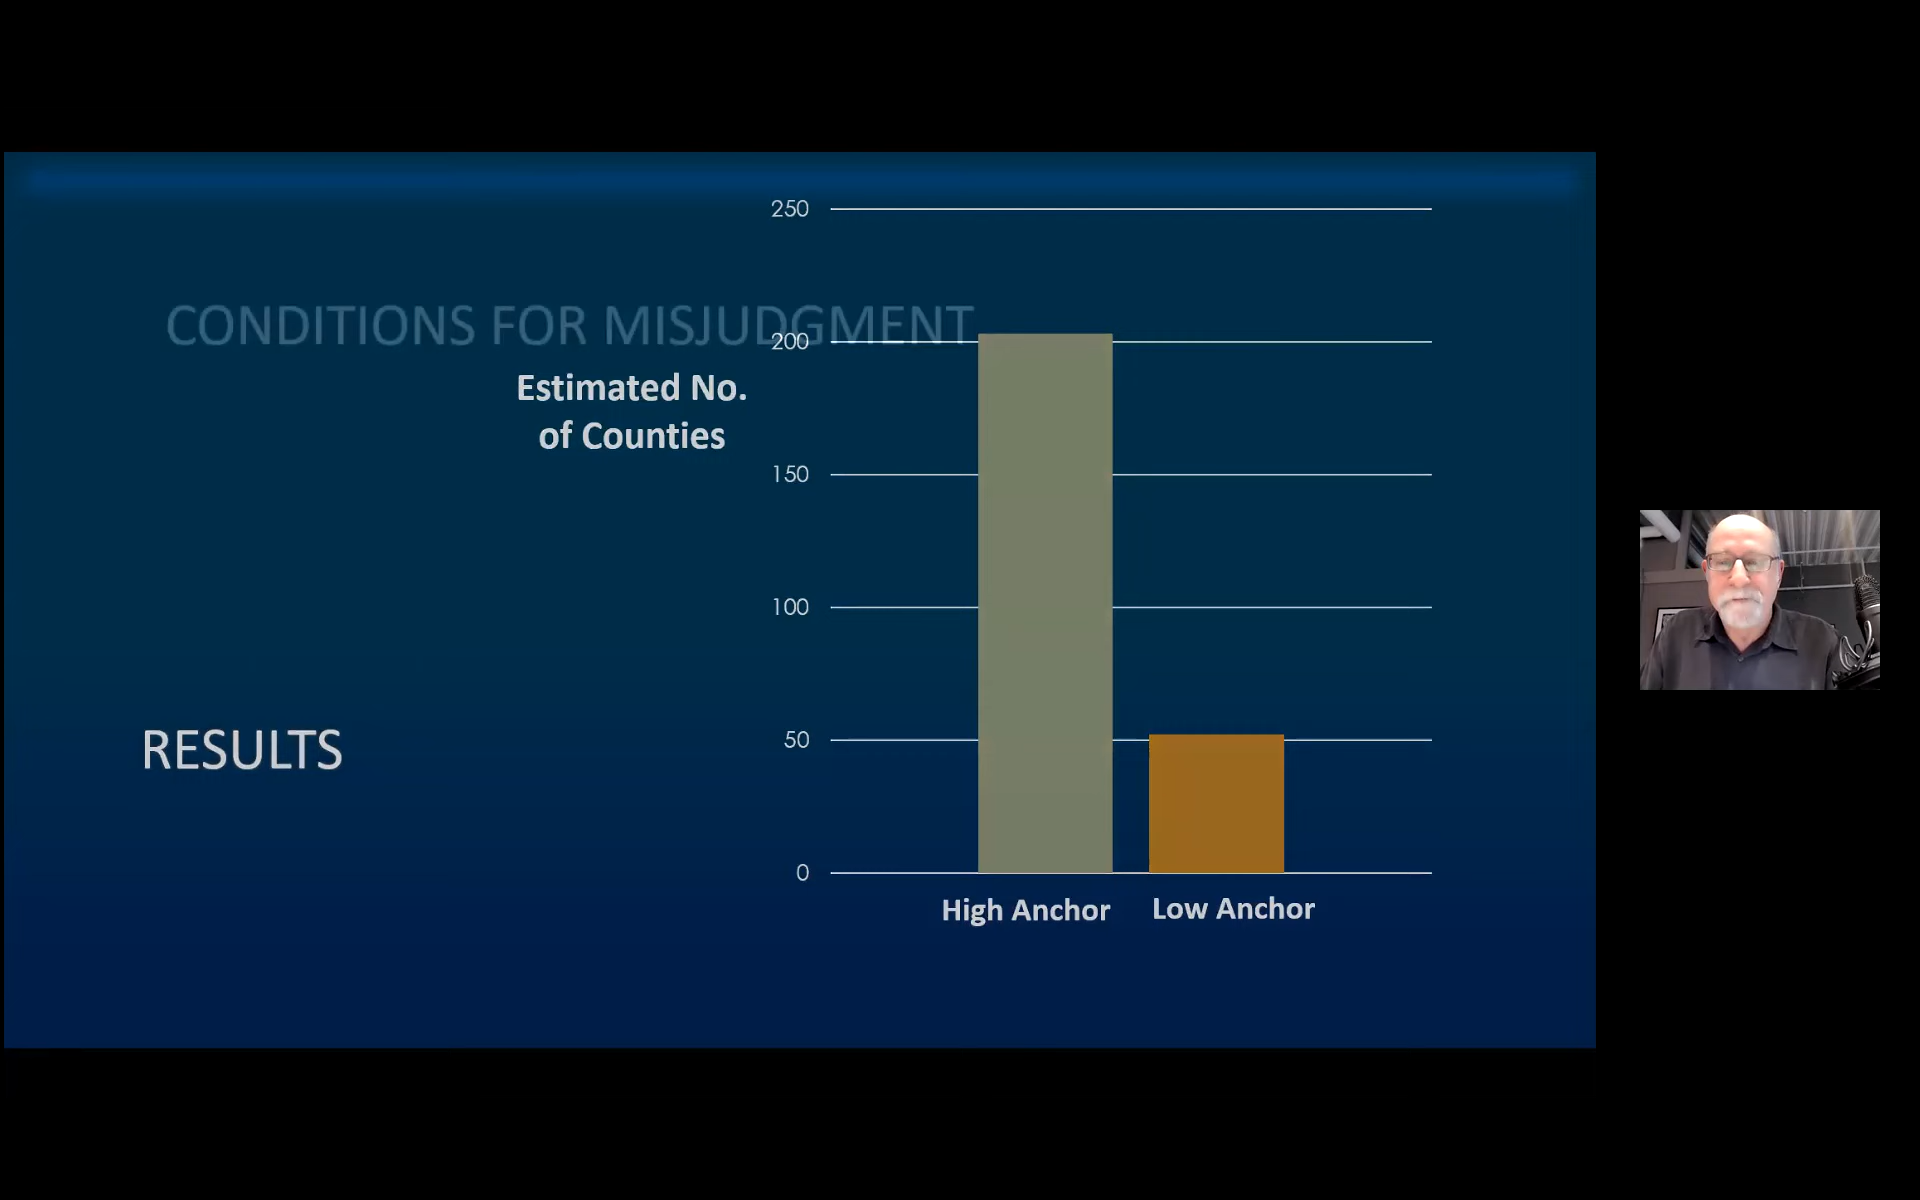 250
CONDITIONS FOR MISJUDGMENT
200
Estimated No.
of Counties
150
100
RESULTS
50
0
High Anchor
Low Anchor